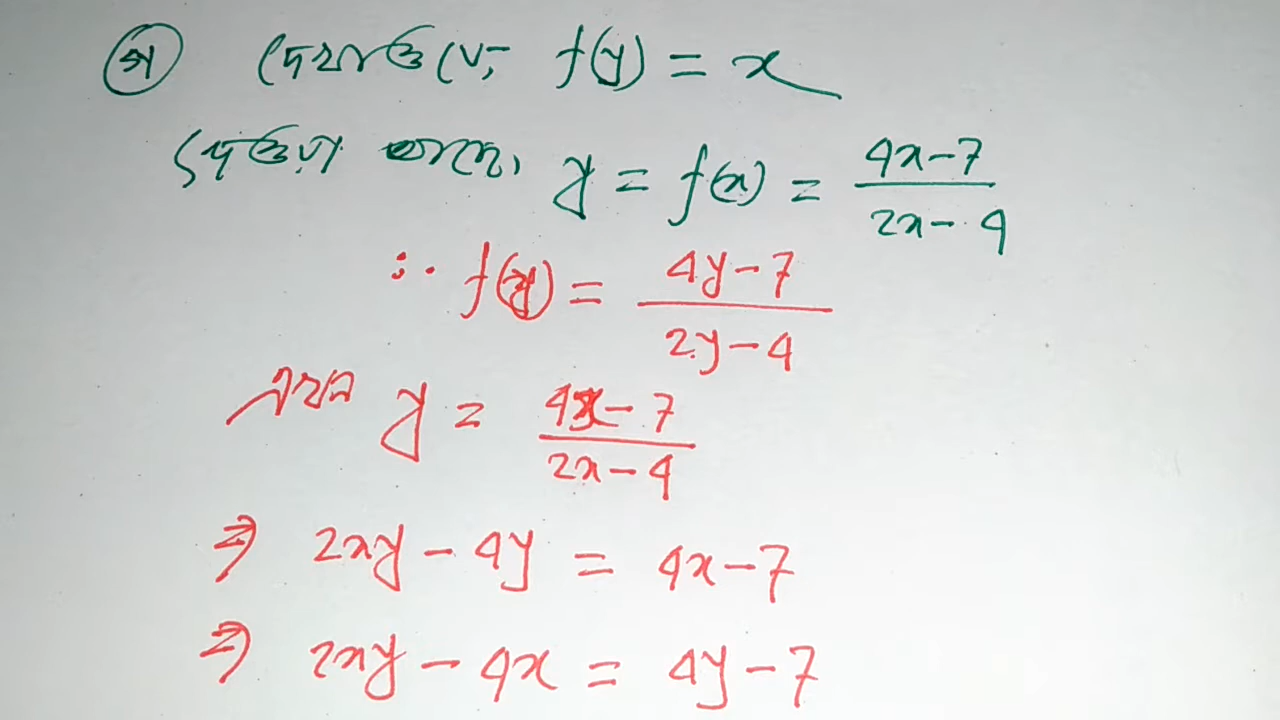 গ দেখাও যে, f(y) = x
দেওয়া আছে, y = f(x) = (4x-7)/(2x-4)
∴ f(y) = (4y-7)/(2y-4)
এখন y = (4x-7)/(2x-4)
⇒ 2xy - 4y = 4x - 7
⇒ 2xy - 4x = 4y - 7